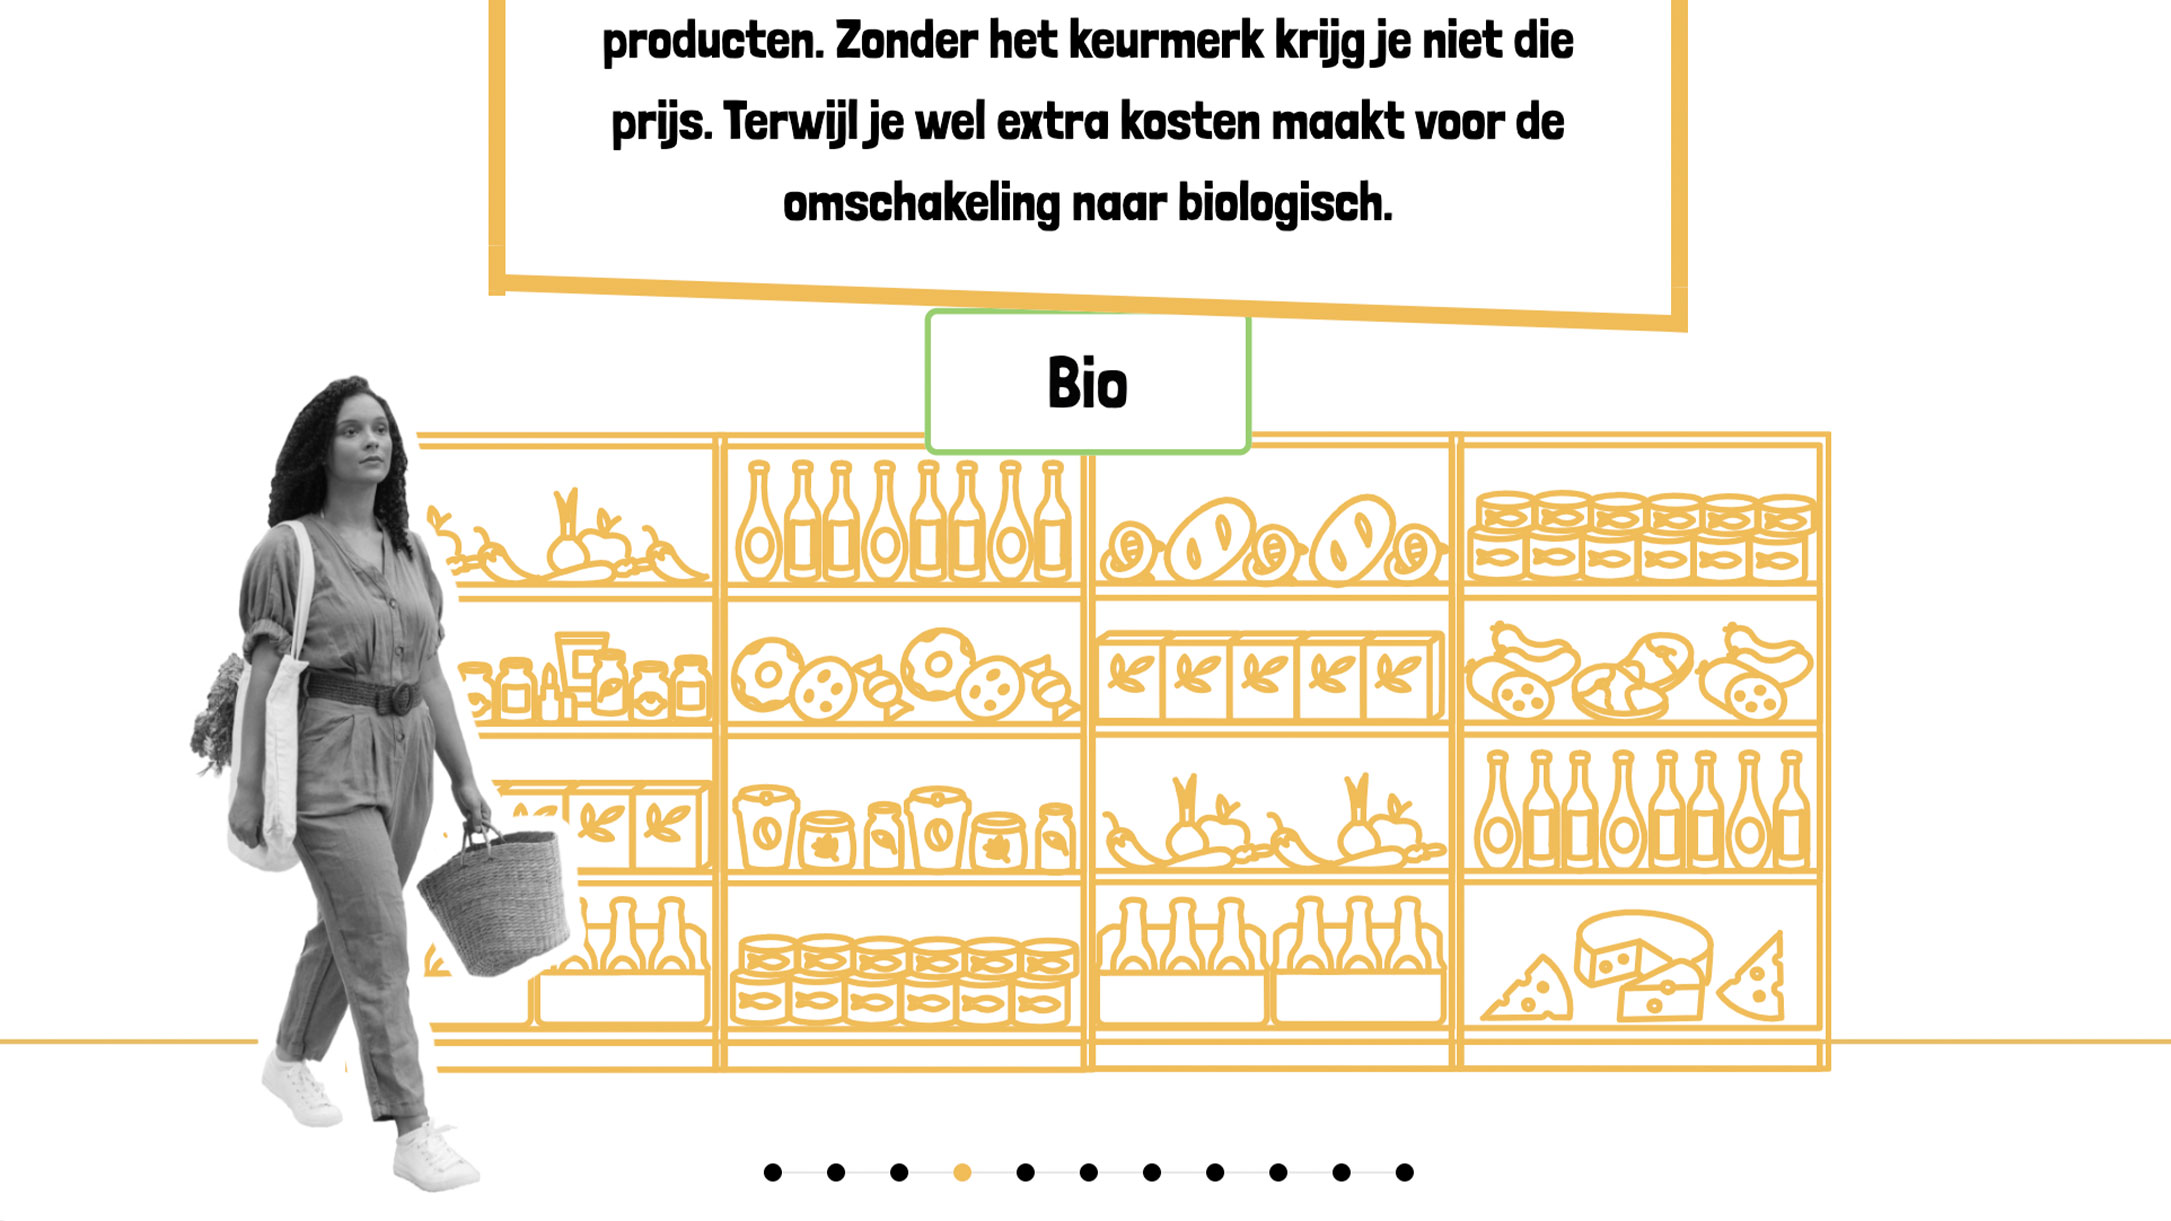 producten. Zonder het keurmerk krijg je niet die
prijs. Terwijl je wel extra kosten maakt voor de
omschakeling naar biologisch.
Bio